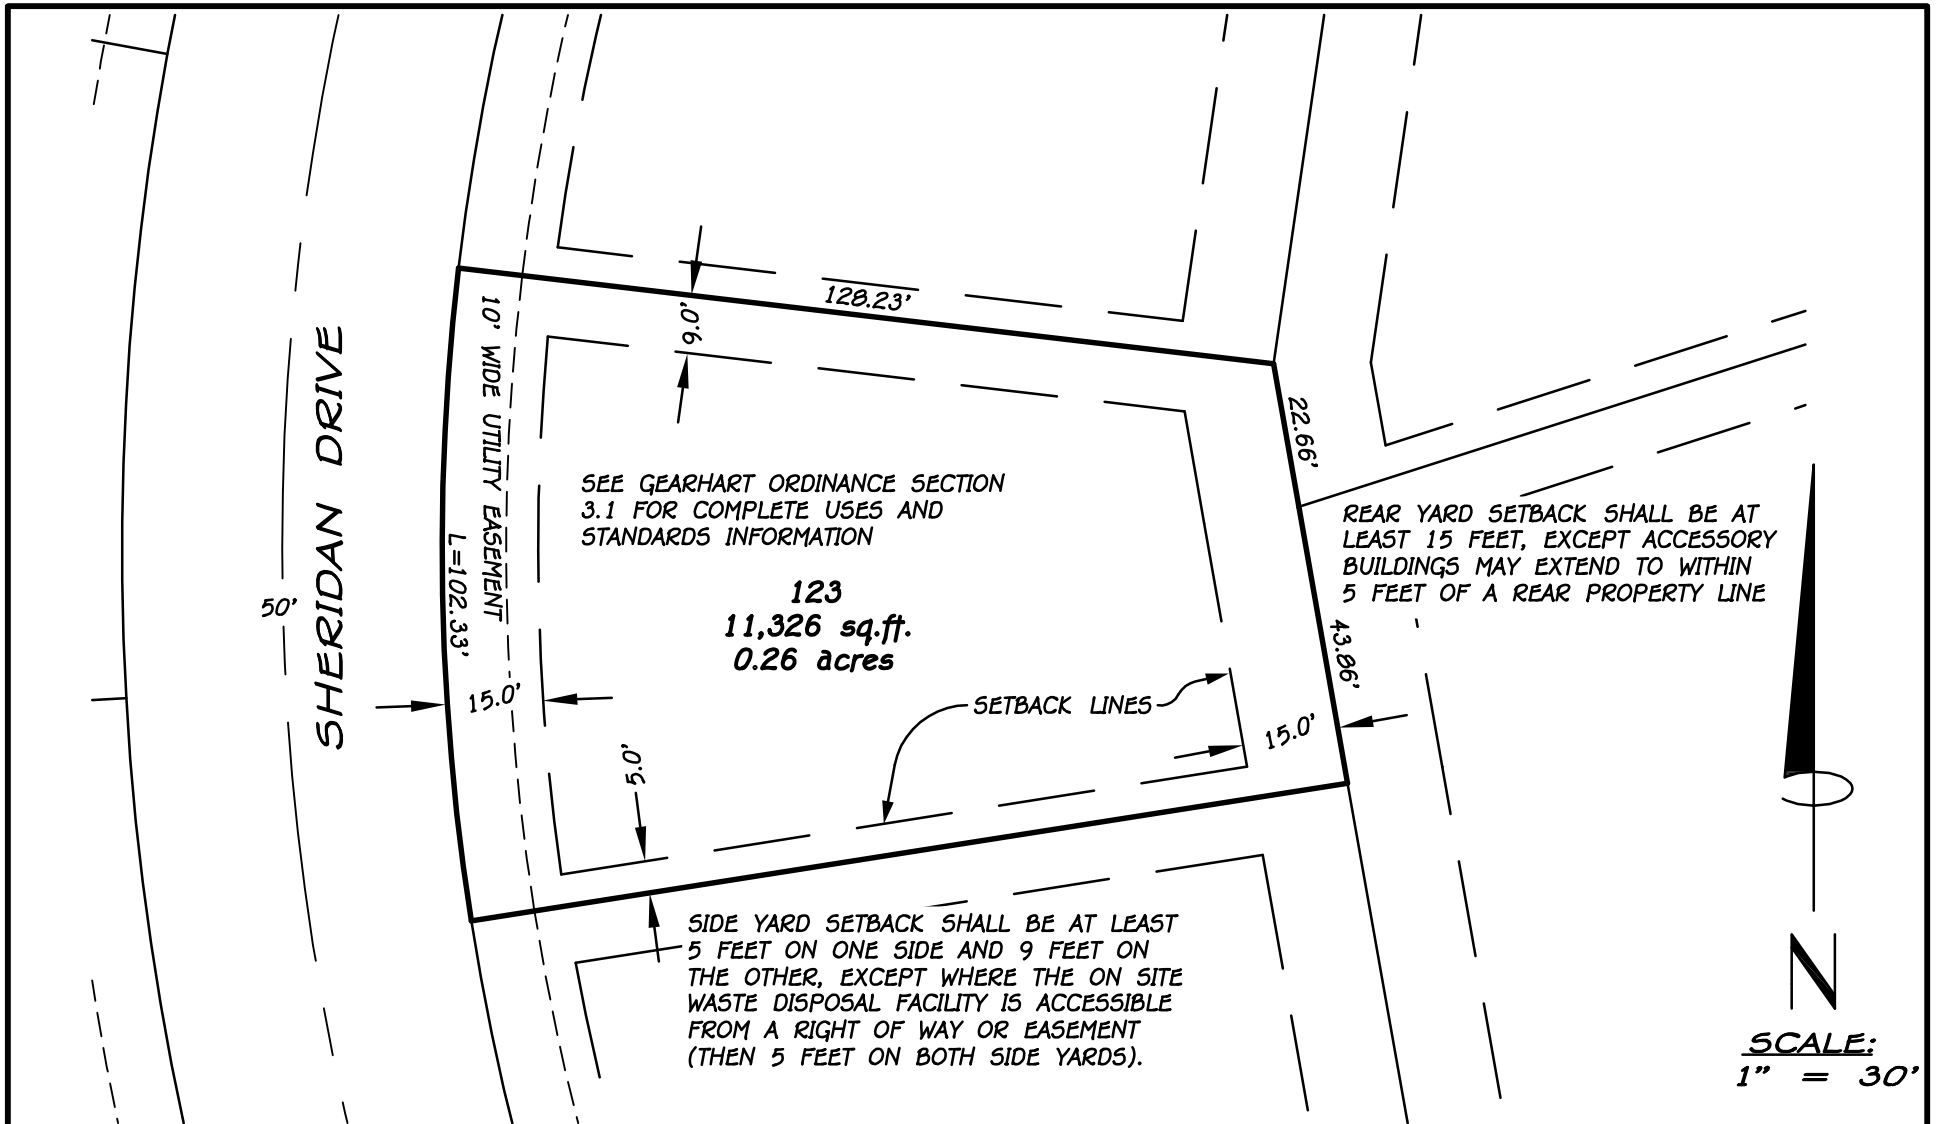 128.23'
9.0'
10' WIDE UTILITY EASEMENT
SHERIDAN DRIVE
22.66'
SEE GEARHART ORDINANCE SECTION
3.1 FOR COMPLETE USES AND
STANDARDS INFORMATION
REAR YARD SETBACK SHALL BE AT
LEAST 15 FEET, EXCEPT ACCESSORY
BUILDINGS MAY EXTEND TO WITHIN
5 FEET OF A REAR PROPERTY LINE
L=102.33'
50'
123
11,326 sq.ft.
0.26 acres
43.86'
15.0'
SETBACK LINES
15.0'
5.0'
SIDE YARD SETBACK SHALL BE AT LEAST
5 FEET ON ONE SIDE AND 9 FEET ON
THE OTHER, EXCEPT WHERE THE ON SITE
WASTE DISPOSAL FACILITY IS ACCESSIBLE
FROM A RIGHT OF WAY OR EASEMENT
(THEN 5 FEET ON BOTH SIDE YARDS).
N
SCALE:
1" = 30'